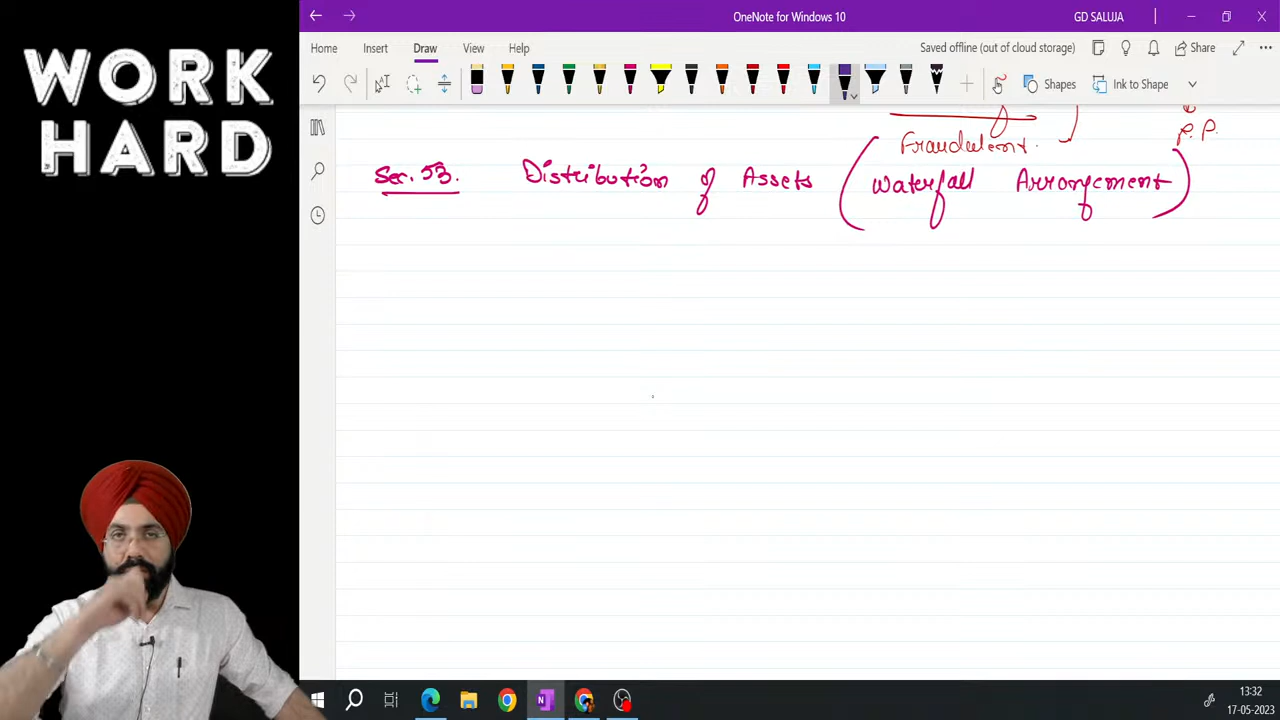 WORK
HARD
OneNote for Windows 10
GD SALUJA
Home Insert Draw View Help
Saved offline (out of cloud storage)
Share
Shapes
Ink to Shape
P.P.
Fraudulent.
Sec. 53. Distribution of Assets (Waterfall Arrangement)
13:32
17-05-2023